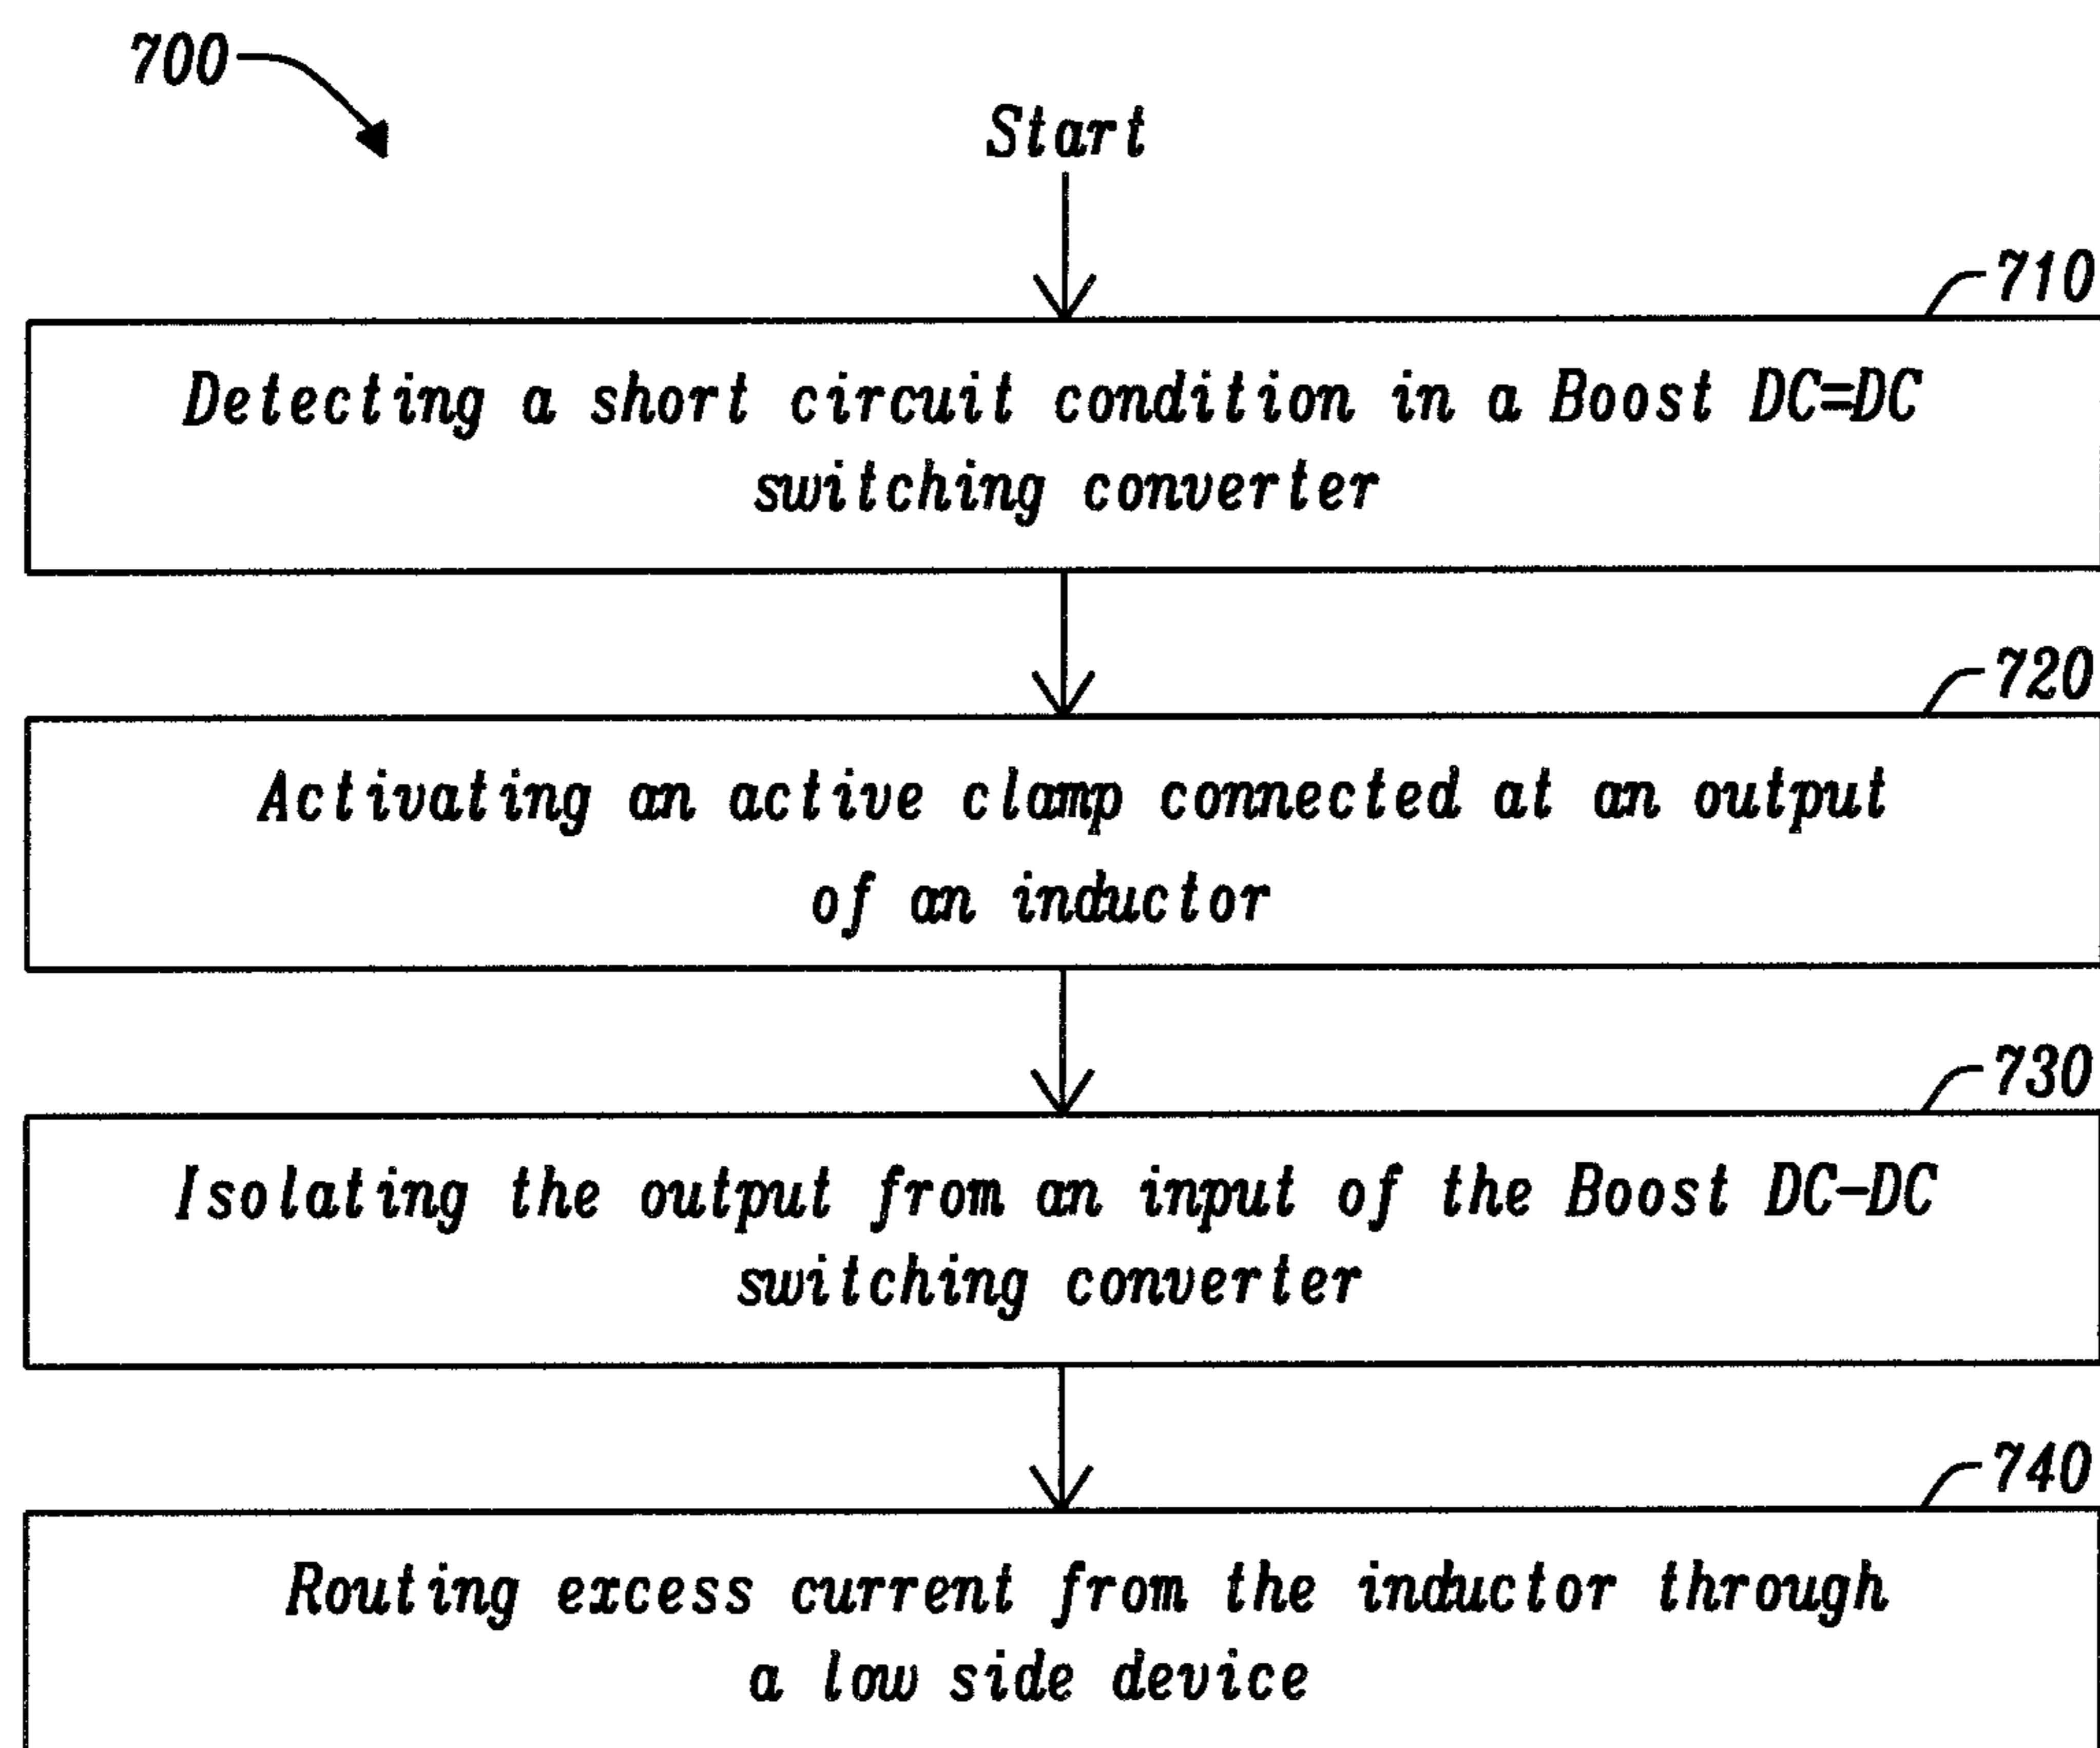 700
Start
710
Detecting a short circuit condition in a Boost DC=DC
switching converter
720
Activating an active clamp connected at an output
of an inductor
730
Isolating the output from an input of the Boost DC-DC
switching converter
740
Routing excess current from the inductor through
a low side device